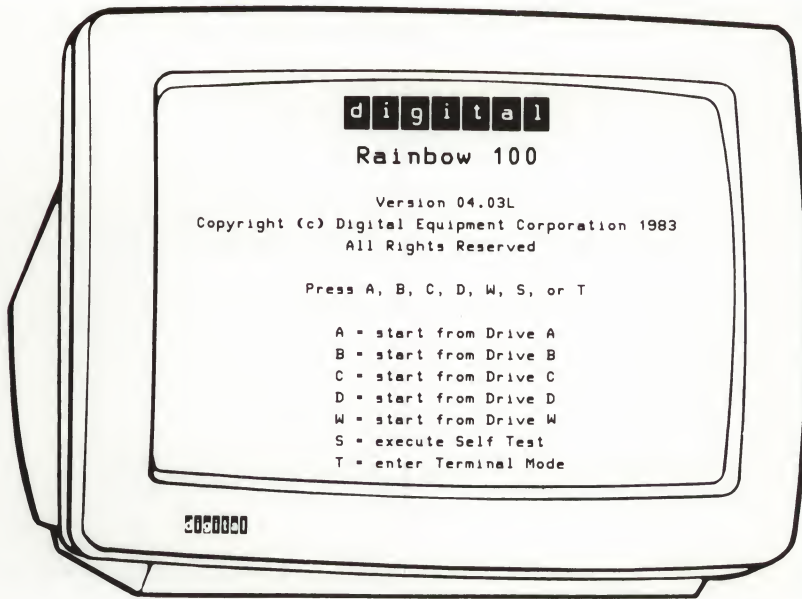 digital
Rainbow 100
Version 04.03L
Copyright (c) Digital Equipment Corporation 1983
All Rights Reserved
Press A, B, C, D, W, S, or T
A = start from Drive A
B = start from Drive B
C = start from Drive C
D = start from Drive D
W = start from Drive W
S = execute Self Test
T = enter Terminal Mode
digital